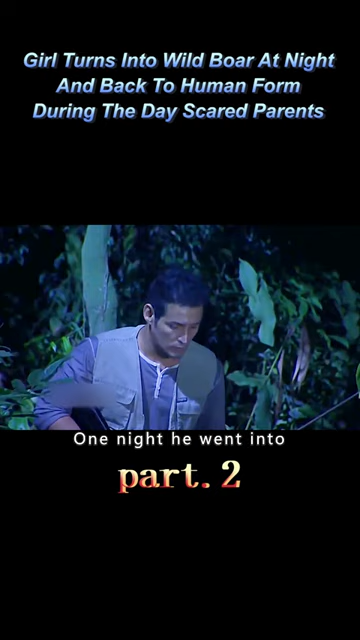 Girl Turns Into Wild Boar At Night
And Back To Human Form
During The Day Scared Parents
One night he went into
part.2